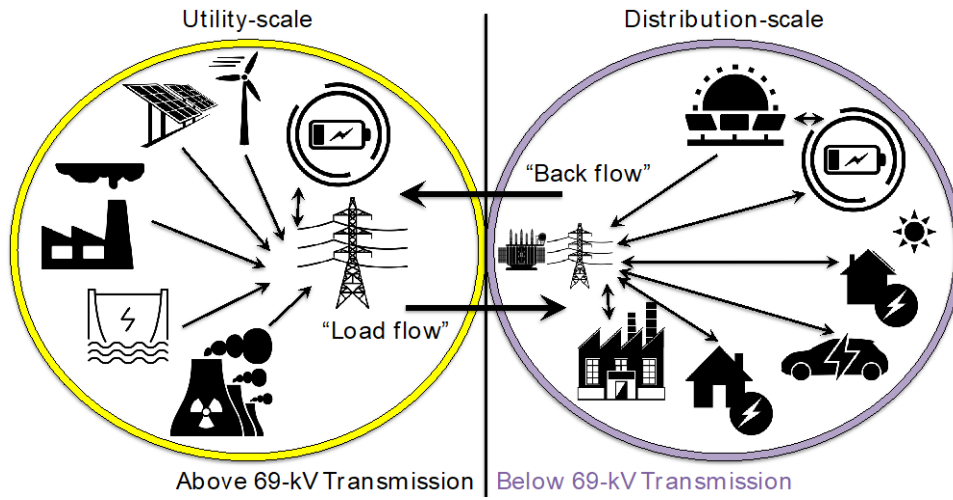 Utility-scale
Distribution-scale
“Back flow”
“Load flow”
Above 69-kV Transmission
Below 69-kV Transmission